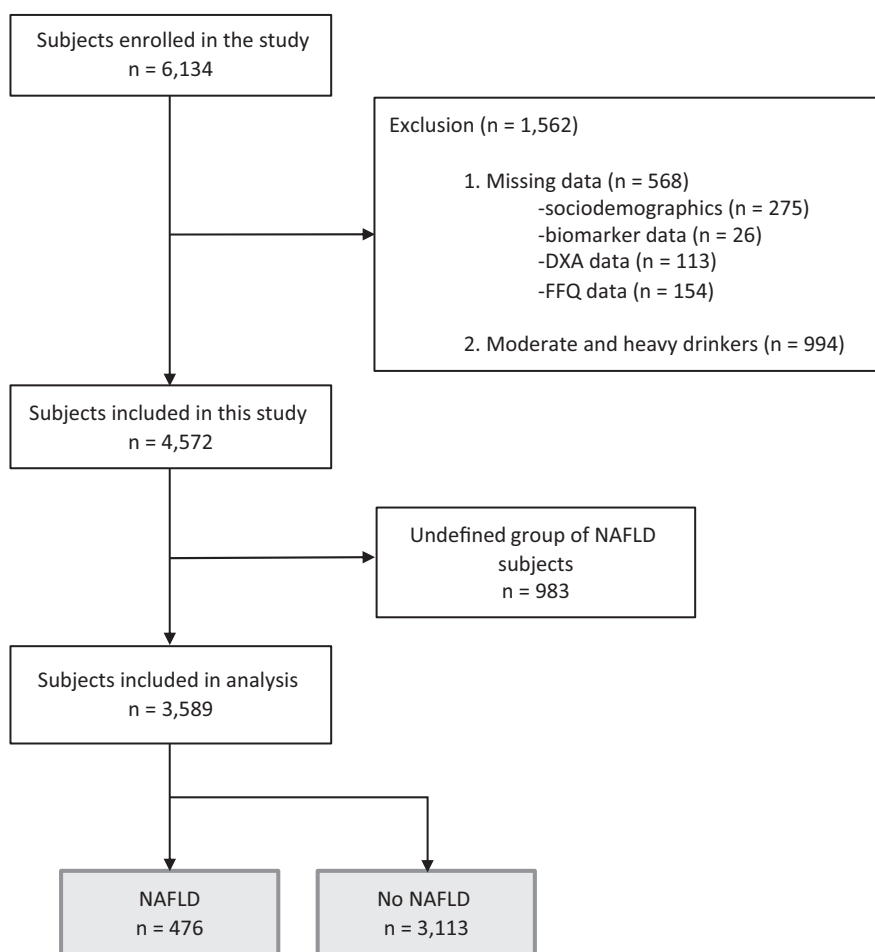 Subjects enrolled in the study
n = 6,134
Exclusion (n = 1,562)
1. Missing data (n = 568)
-sociodemographics (n = 275)
-biomarker data (n = 26)
-DXA data (n = 113)
-FFQ data (n = 154)
2. Moderate and heavy drinkers (n = 994)
Subjects included in this study
n = 4,572
Undefined group of NAFLD
subjects
n = 983
Subjects included in analysis
n = 3,589
NAFLD
n = 476
No NAFLD
n = 3,113